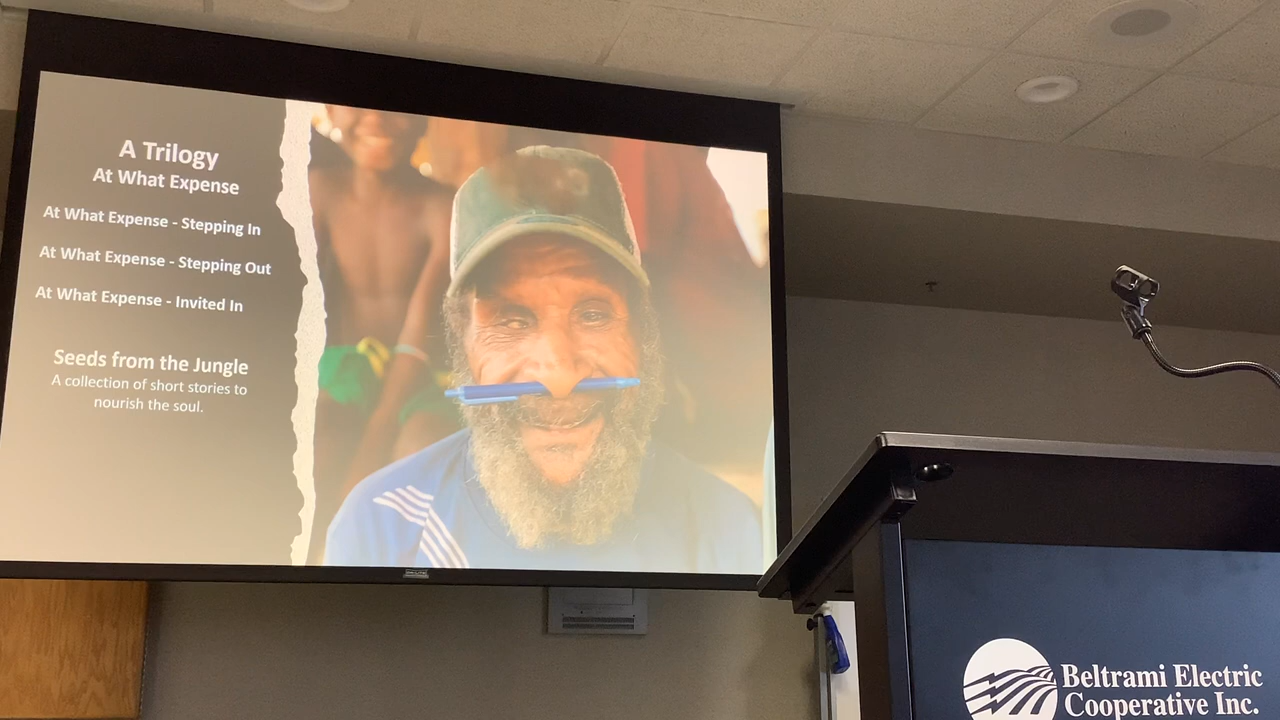 A Trilogy
At What Expense
At What Expense - Stepping In
At What Expense - Stepping Out
At What Expense - Invited In
Seeds from the Jungle
A collection of short stories to
nourish the soul.
Beltrami Electric
Cooperative Inc.